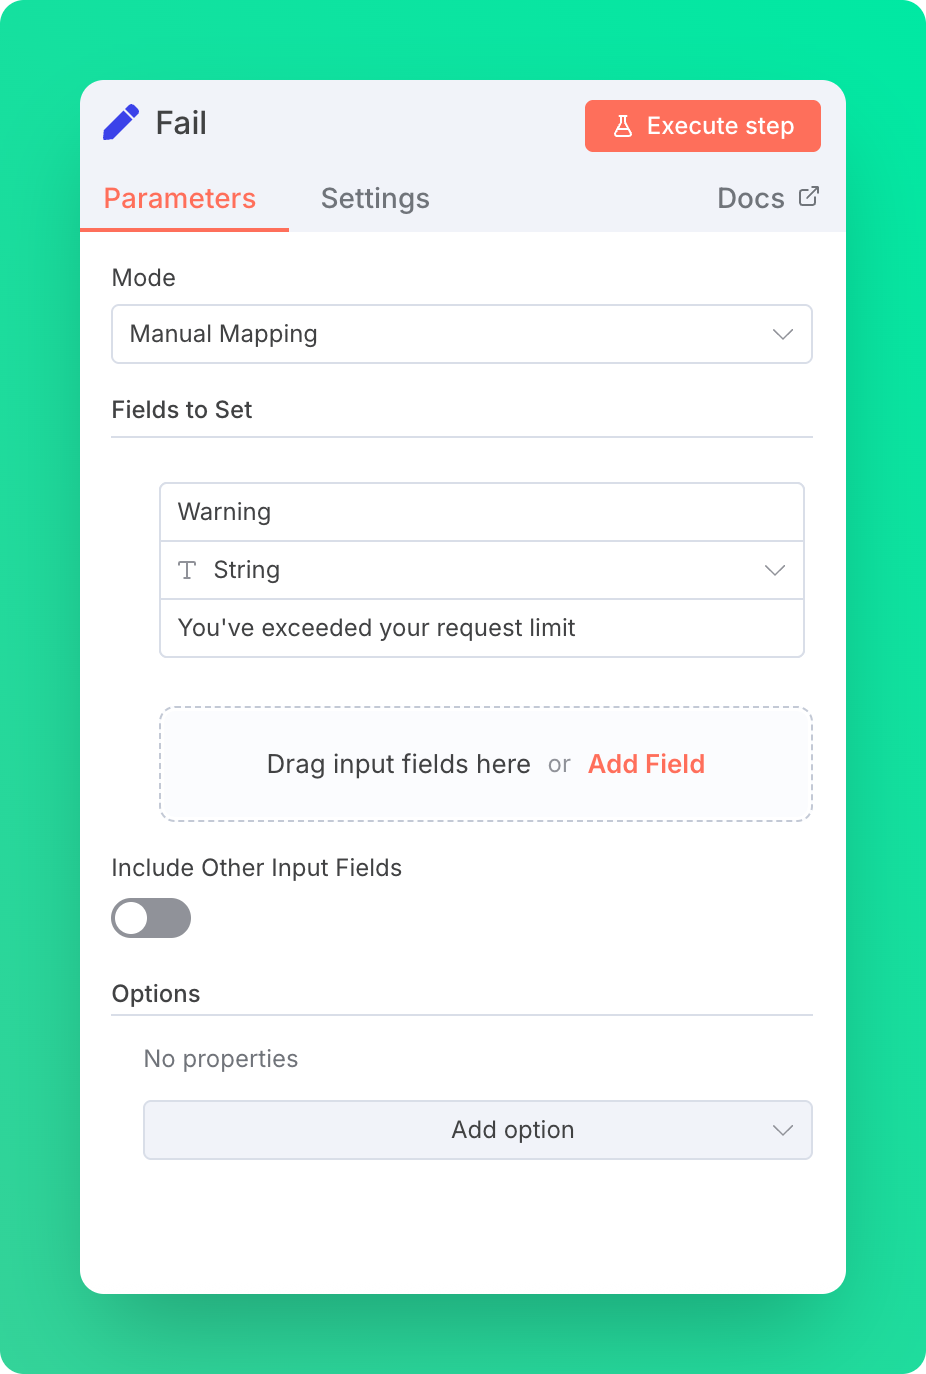 Fail
Execute step
Parameters
Settings
Docs
Mode
Manual Mapping
Fields to Set
Warning
String
You've exceeded your request limit
Drag input fields here or Add Field
Include Other Input Fields
Options
No properties
Add option